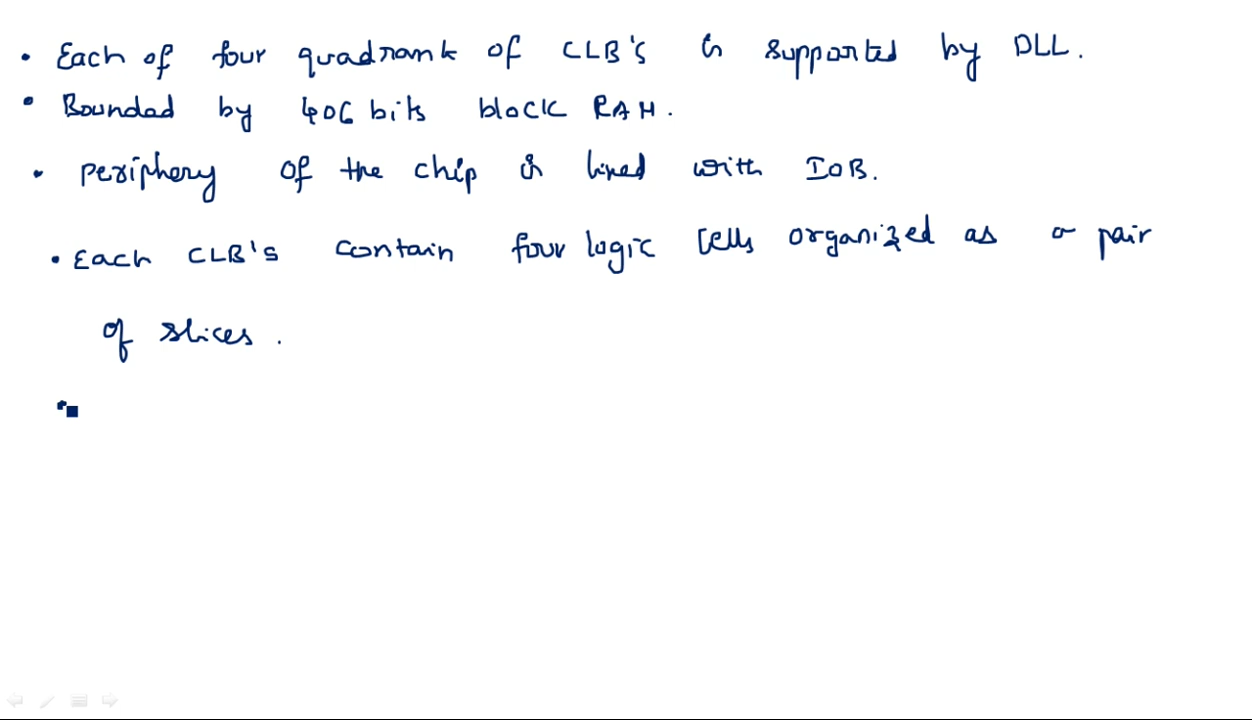 • Each of four quadrant of CLB's is supported by DLL.
• Bounded by 406 bits block RAM.
• Periphery of the chip is lined with IOB.
• Each CLB's contain four logic cells organized as a pair
of slices.